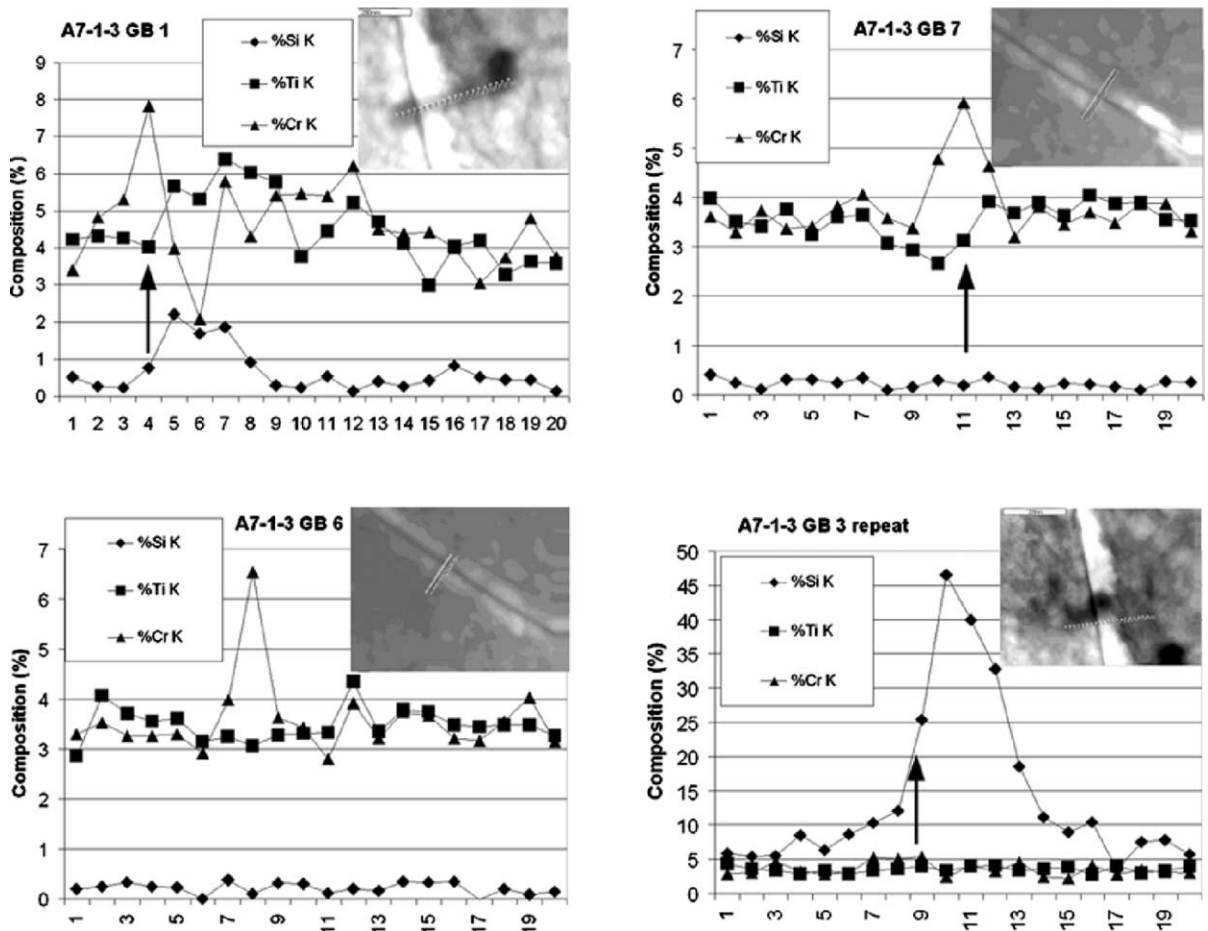 A7-1-3 GB 1
%Si K
%Ti K
%Cr K
Composition (%)
9
8
7
6
5
4
3
2
1
0
1 2 3 4 5 6 7 8 9 10 11 12 13 14 15 16 17 18 19 20
A7-1-3 GB 7
%Si K
%Ti K
%Cr K
Composition (%)
7
6
5
4
3
2
1
0
1 3 5 7 9 11 13 15 17 19
A7-1-3 GB 6
%Si K
%Ti K
%Cr K
Composition (%)
7
6
5
4
3
2
1
0
1 3 5 7 9 11 13 15 17 19
A7-1-3 GB 3 repeat
%Si K
%Ti K
%Cr K
Composition (%)
50
45
40
35
30
25
20
15
10
5
0
1 3 5 7 9 11 13 15 17 19